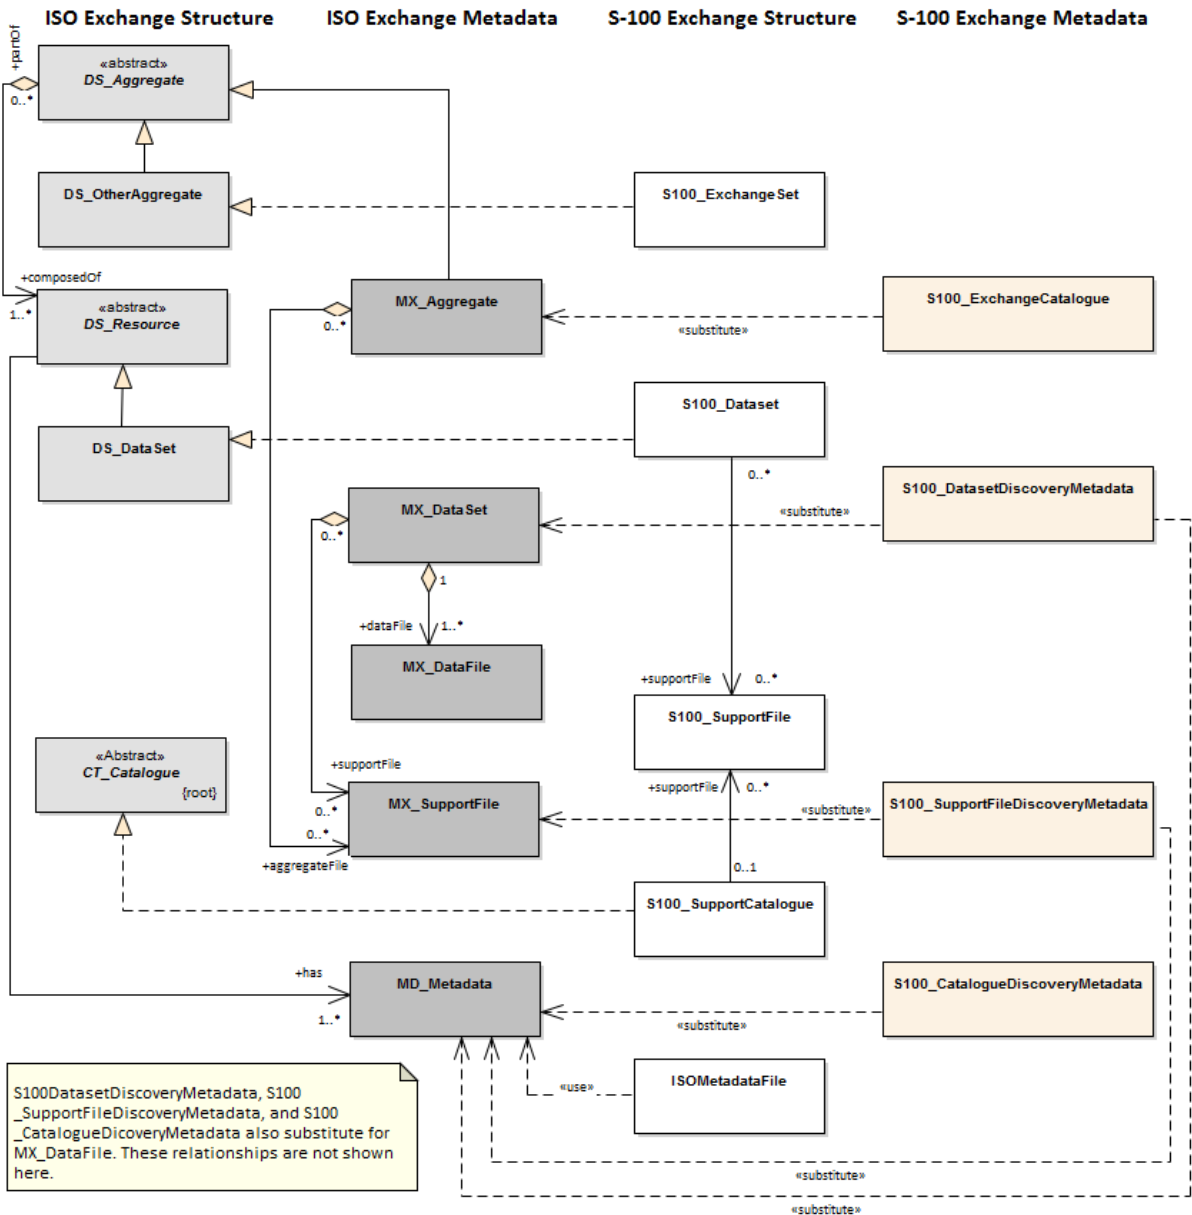 ISO Exchange Structure
ISO Exchange Metadata
S-100 Exchange Structure
S-100 Exchange Metadata
+partOf
0..*
«abstract»
DS_Aggregate
DS_OtherAggregate
S100_ExchangeSet
+composedOf
1..*
«abstract»
DS_Resource
MX_Aggregate
0..*
S100_ExchangeCatalogue
«substitute»
S100_Dataset
0..*
DS_DataSet
MX_DataSet
0..*
1
S100_DatasetDiscoveryMetadata
«substitute»
+dataFile
1..*
MX_DataFile
+supportFile
0..*
S100_SupportFile
+supportFile
0..*
«Abstract»
CT_Catalogue
{root}
+supportFile
0..*
MX_SupportFile
0..*
+aggregateFile
S100_SupportFileDiscoveryMetadata
«substitute»
0..1
S100_SupportCatalogue
+has
1..*
MD_Metadata
S100_CatalogueDiscoveryMetadata
«substitute»
ISOMetadataFile
«use»
S100DatasetDiscoveryMetadata, S100
_SupportFileDiscoveryMetadata, and S100
_CatalogueDicoveryMetadata also substitute for
MX_DataFile. These relationships are not shown
here.
«substitute»
«substitute»